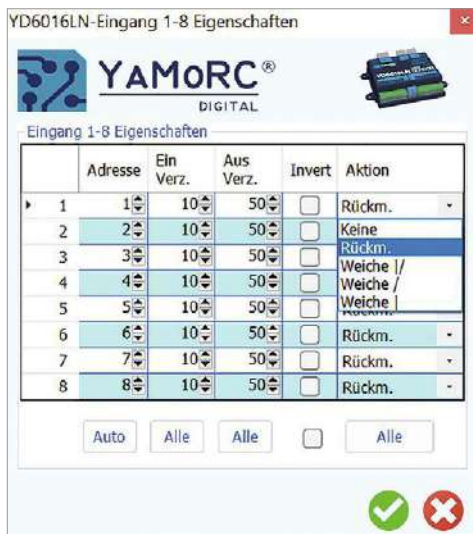 YD6016LN-Eingang 1-8 Eigenschaften
YAMORC®
DIGITAL
Eingang 1-8 Eigenschaften
Adresse Ein Verz. Aus Verz. Invert Aktion
1 1 10 50 Rückm.
2 2 10 50 Keine
Rückm.
3 3 10 50 Weiche |/
4 4 10 50 Weiche /
Weiche |
5 5 10 50
6 6 10 50 Rückm.
7 7 10 50 Rückm.
8 8 10 50 Rückm.
Auto Alle Alle Alle